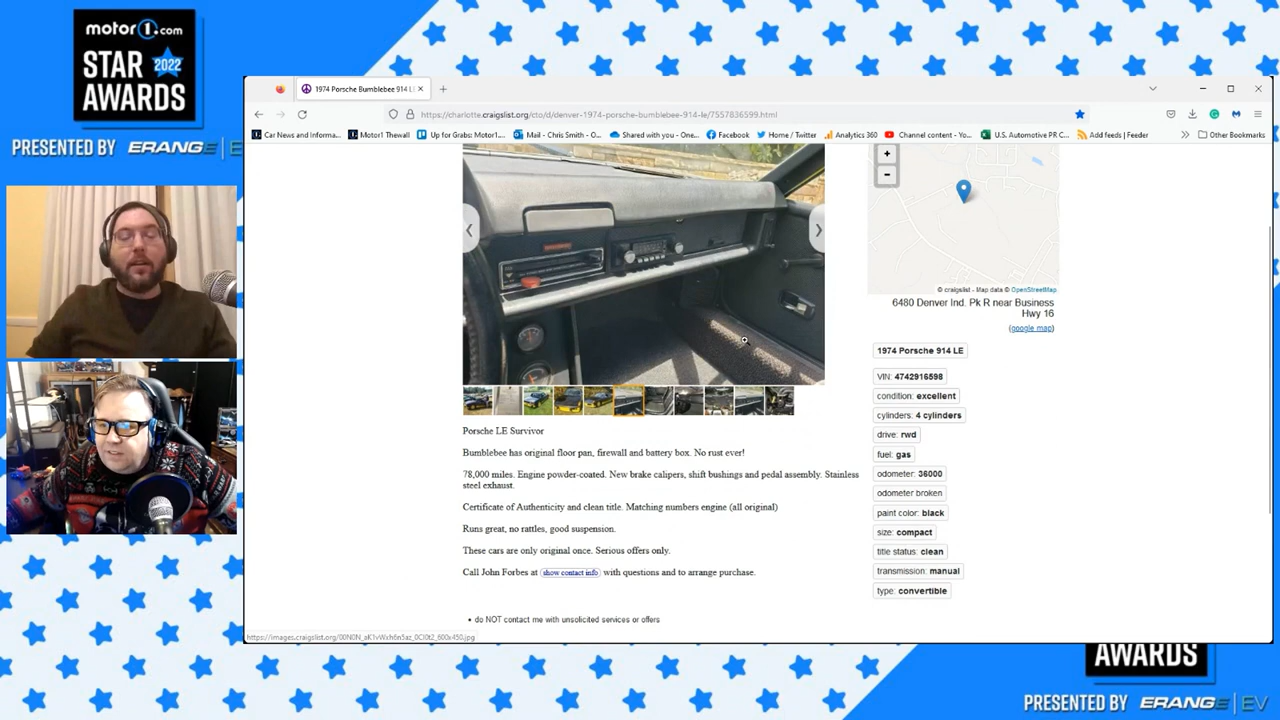 motor1.com
STAR
2022
AWARDS
PRESENTED BY ERANGE E
1974 Porsche Bumblebee 914 L
https://charlotte.craigslist.org/cto/d/denver-1974-porsche-bumblebee-914-le/7557836599.html
Car News and Informa...
Motor1 Thewall
Up for Grabs: Motor1....
Mail - Chris Smith - O...
Shared with you - One...
Facebook
Home / Twitter
Analytics 360
Channel content - Yo...
U.S. Automotive PR C...
Add feeds | Feeder
Other Bookmarks
© craigslist - Map data © OpenStreetMap
6480 Denver Ind. Pk R near Business
Hwy 16
(google map)
1974 Porsche 914 LE
VIN: 4742916598
condition: excellent
cylinders: 4 cylinders
drive: rwd
fuel: gas
odometer: 36000
odometer broken
paint color: black
size: compact
title status: clean
transmission: manual
type: convertible
Porsche LE Survivor
Bumblebee has original floor pan, firewall and battery box. No rust ever!
78,000 miles. Engine powder-coated. New brake calipers, shift bushings and pedal assembly. Stainless
steel exhaust.
Certificate of Authenticity and clean title. Matching numbers engine (all original)
Runs great, no rattles, good suspension.
These cars are only original once. Serious offers only.
Call John Forbes at show contact info with questions and to arrange purchase.
• do NOT contact me with unsolicited services or offers
AWARDS
PRESENTED BY ERANGE | EV